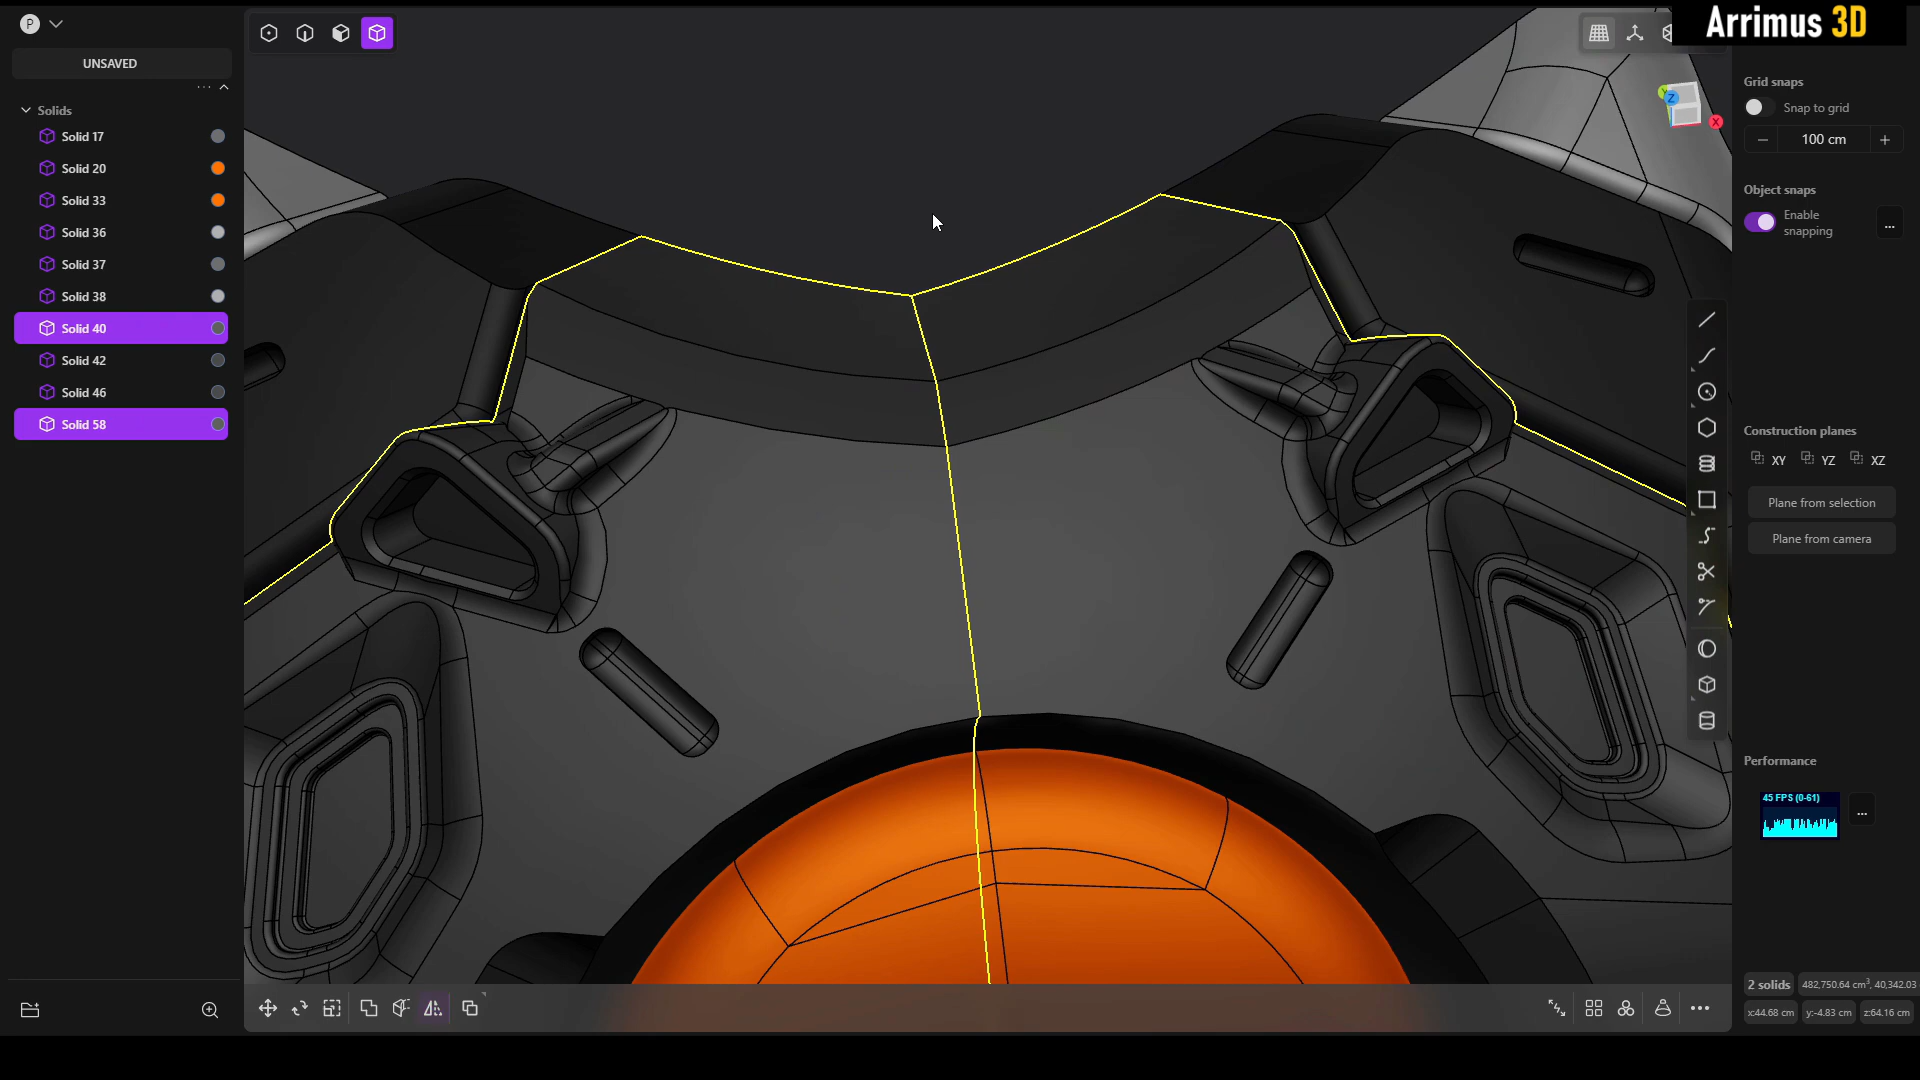 P
UNSAVED
Solids
Solid 17
Solid 20
Solid 33
Solid 36
Solid 37
Solid 38
Solid 40
Solid 42
Solid 46
Solid 58
Arrimus 3D
Y
Z
X
Grid snaps
Snap to grid
100 cm
Object snaps
Enable
snapping
Construction planes
XY YZ XZ
Plane from selection
Plane from camera
Performance
45 FPS (0-61)
2 solids 482,750.64 cm³, 40,342.03
x:44.68 cm y:-4.83 cm z:64.16 cm